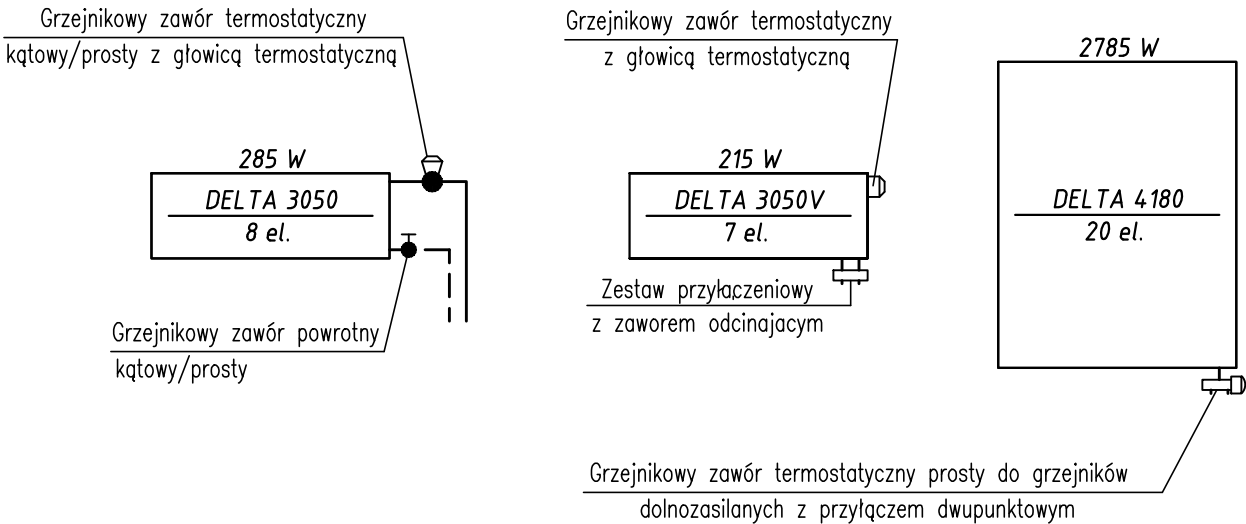 Grzejnikowy zawór termostatyczny
kątowy/prosty z głowicą termostatyczną
285 W
DELTA 3050
8 el.
Grzejnikowy zawór powrotny
kątowy/prosty
Grzejnikowy zawór termostatyczny
z głowicą termostatyczną
215 W
DELTA 3050V
7 el.
Zestaw przyłączeniowy
z zaworem odcinajacym
2785 W
DELTA 4180
20 el.
Grzejnikowy zawór termostatyczny prosty do grzejników
dolnozasilanych z przyłączem dwupunktowym